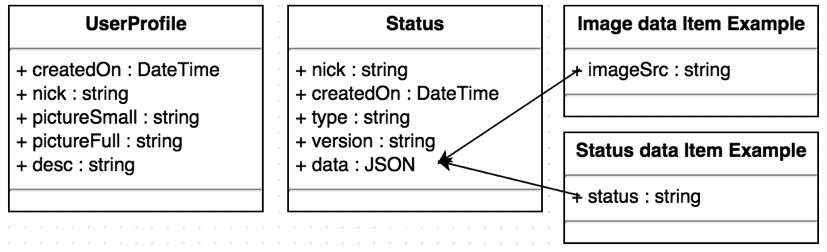 UserProfile
+ createdOn : DateTime
+ nick : string
+ pictureSmall : string
+ pictureFull : string
+ desc : string
Status
+ nick : string
+ createdOn : DateTime
+ type : string
+ version : string
+ data : JSON
Image data Item Example
+ imageSrc : string
Status data Item Example
+ status : string